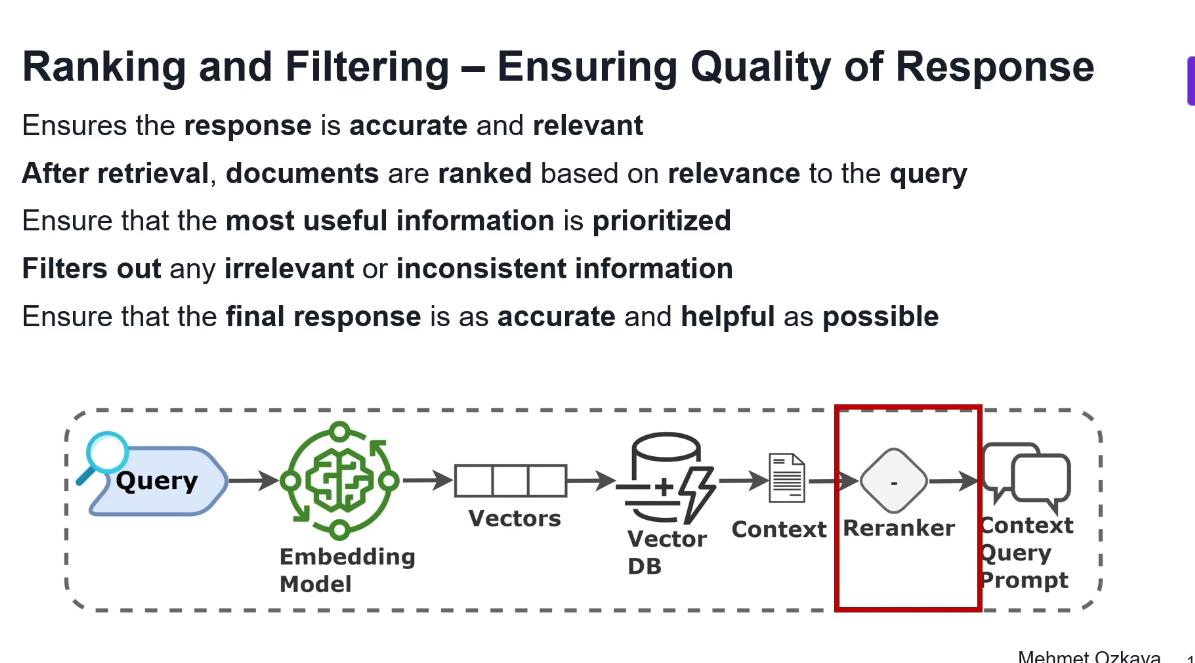 Ranking and Filtering – Ensuring Quality of Response
Ensures the response is accurate and relevant
After retrieval, documents are ranked based on relevance to the query
Ensure that the most useful information is prioritized
Filters out any irrelevant or inconsistent information
Ensure that the final response is as accurate and helpful as possible
Query
Embedding
Model
Vectors
Vector
DB
Context
-
Reranker
Context
Query
Prompt
Mehmet Ozkaya